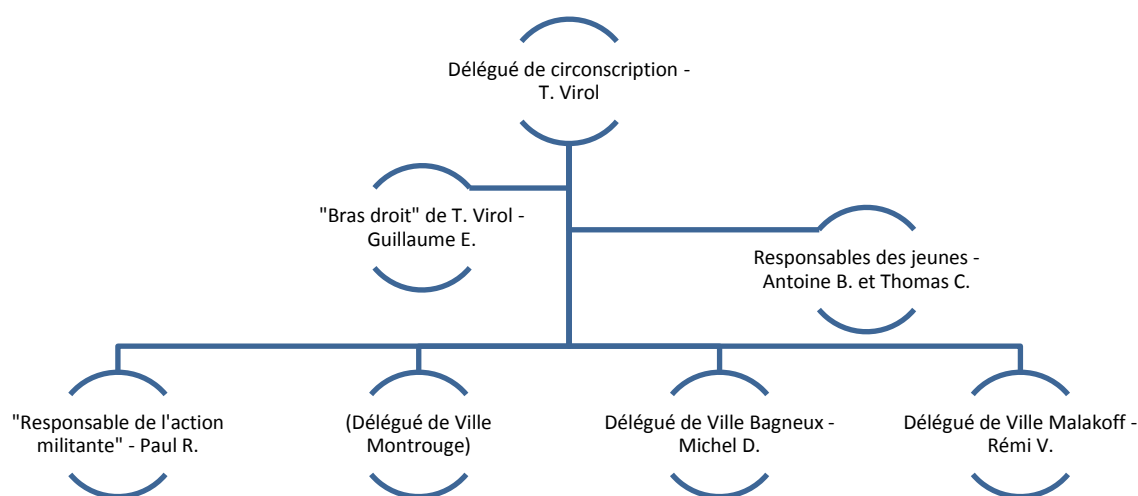 Délégué de circonscription -
T. Virol
"Bras droit" de T. Virol -
Guillaume E.
Responsables des jeunes -
Antoine B. et Thomas C.
"Responsable de l'action
militante" - Paul R.
(Délégué de Ville
Montrouge)
Délégué de Ville Bagneux -
Michel D.
Délégué de Ville Malakoff -
Rémi V.